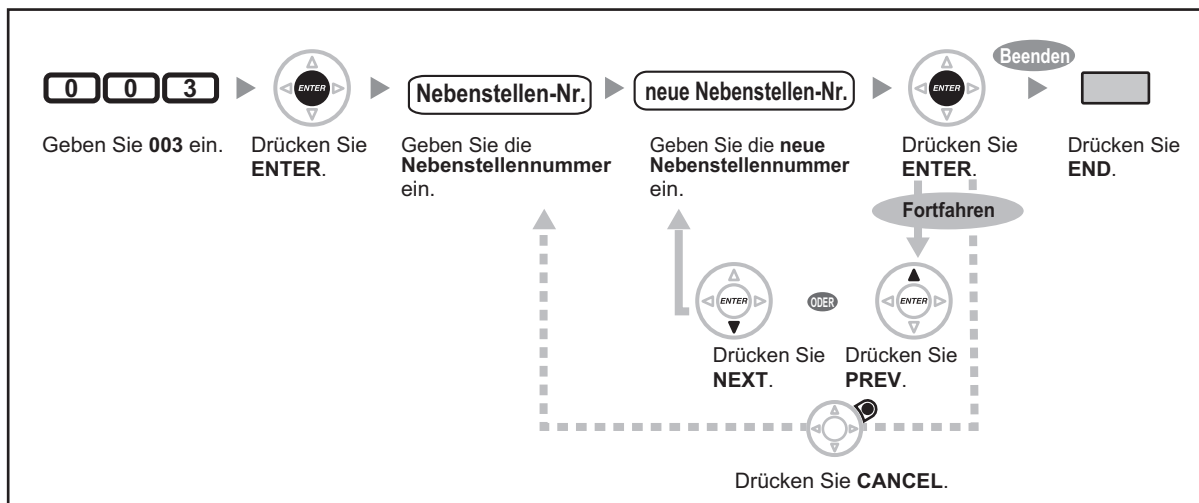 Beenden
0 0 3
ENTER
Nebenstellen-Nr.
neue Nebenstellen-Nr.
ENTER
Geben Sie 003 ein.
Drücken Sie
ENTER.
Geben Sie die
Nebenstellennummer
ein.
Geben Sie die neue
Nebenstellennummer
ein.
Drücken Sie
ENTER.
Drücken Sie
END.
Fortfahren
ENTER
ODER
ENTER
Drücken Sie
NEXT.
Drücken Sie
PREV.
Drücken Sie CANCEL.